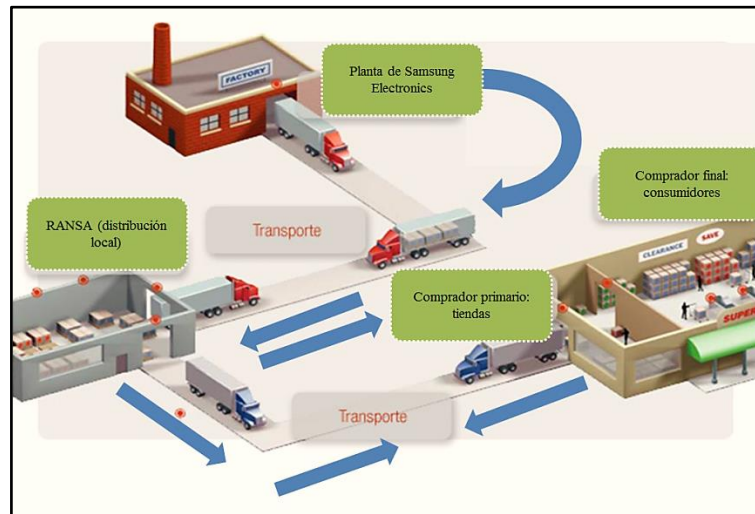 FACTORY
Planta de Samsung
Electronics
Comprador final:
consumidores
RANSA (distribución
local)
Transporte
CLEARANCE
SAVE
Comprador primario:
tiendas
SUPER
Transporte